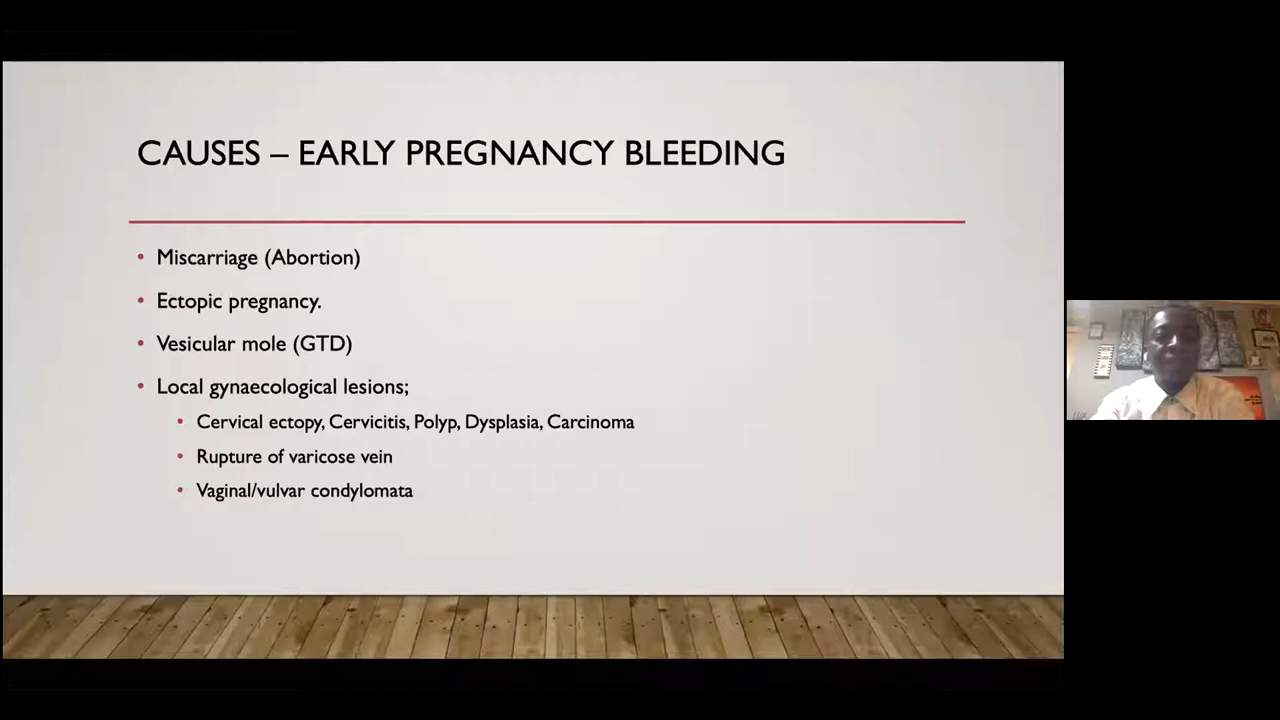 CAUSES – EARLY PREGNANCY BLEEDING
• Miscarriage (Abortion)
• Ectopic pregnancy.
• Vesicular mole (GTD)
• Local gynaecological lesions;
• Cervical ectopy, Cervicitis, Polyp, Dysplasia, Carcinoma
• Rupture of varicose vein
• Vaginal/vulvar condylomata